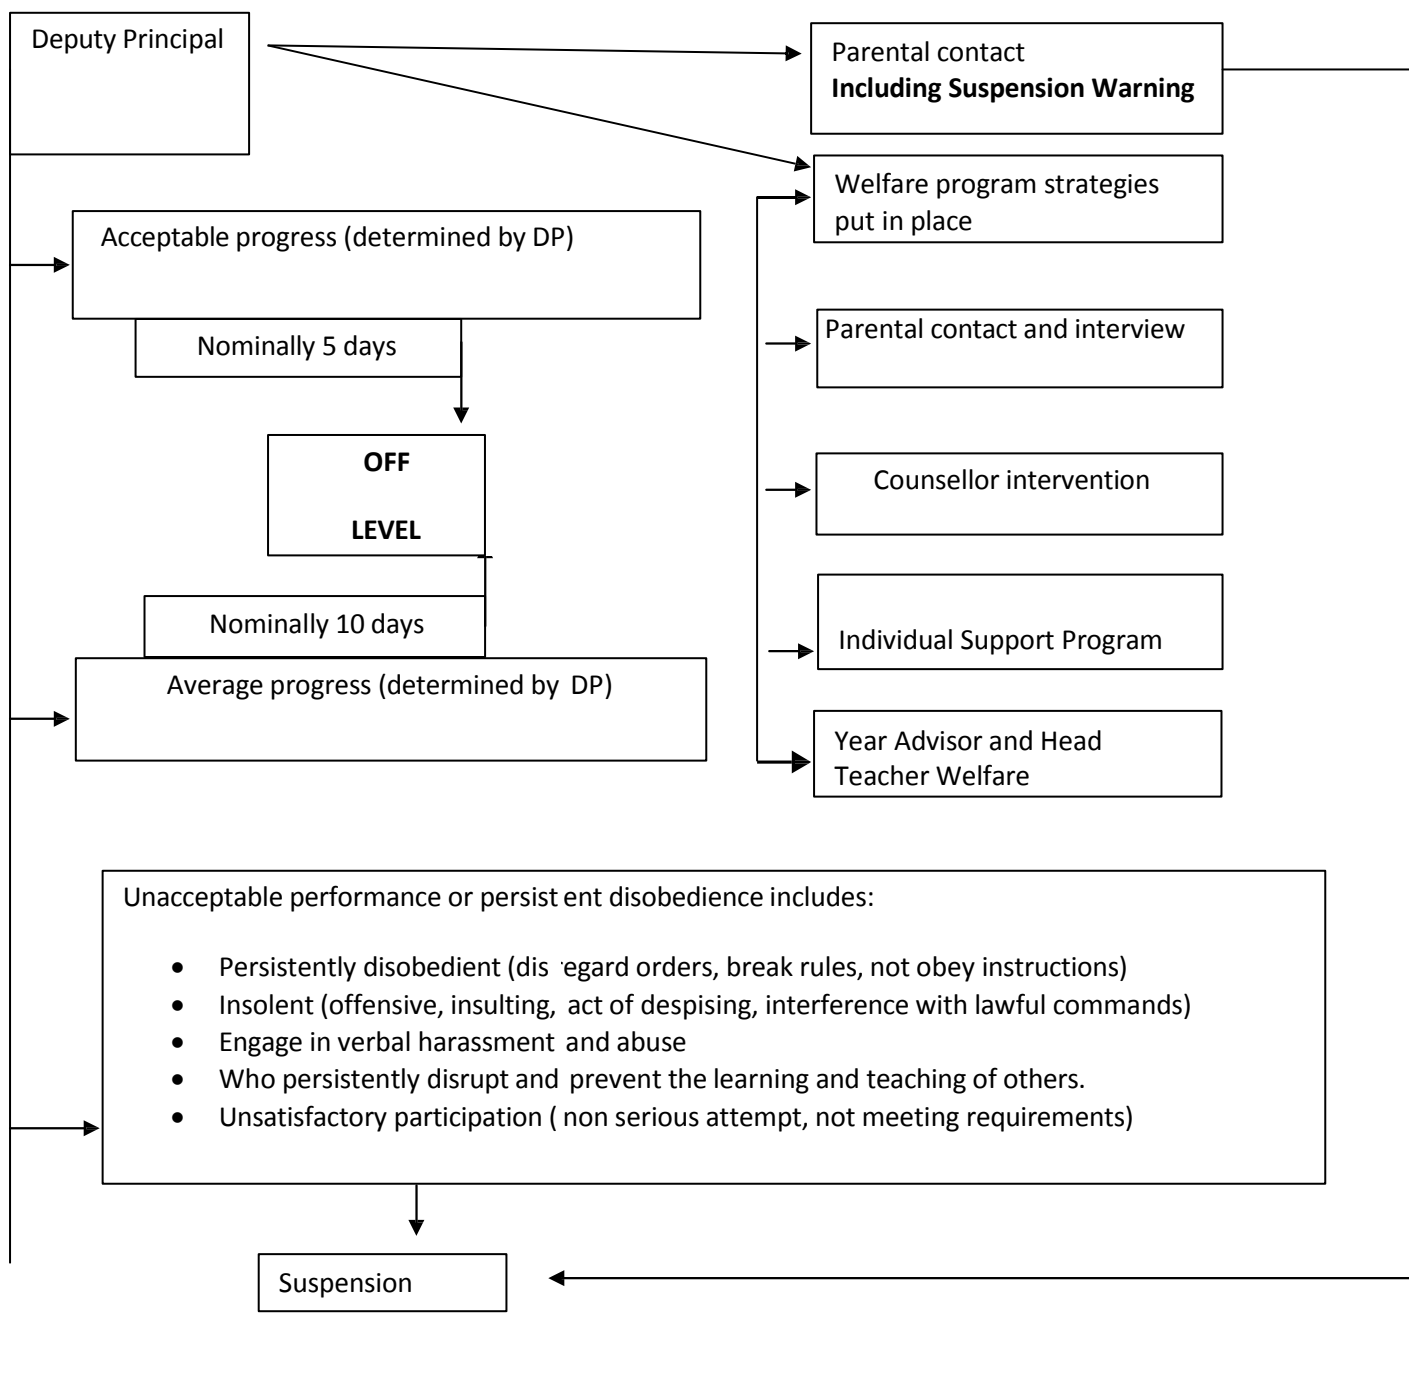 Deputy Principal
Parental contact
Including Suspension Warning
Welfare program strategies
put in place
Acceptable progress (determined by DP)
Nominally 5 days
Parental contact and interview
OFF
LEVEL
Counsellor intervention
Nominally 10 days
Individual Support Program
Average progress (determined by DP)
Year Advisor and Head
Teacher Welfare
Unacceptable performance or persist ent disobedience includes:
• Persistently disobedient (dis regard orders, break rules, not obey instructions)
• Insolent (offensive, insulting, act of despising, interference with lawful commands)
• Engage in verbal harassment and abuse
• Who persistently disrupt and prevent the learning and teaching of others.
• Unsatisfactory participation ( non serious attempt, not meeting requirements)
Suspension